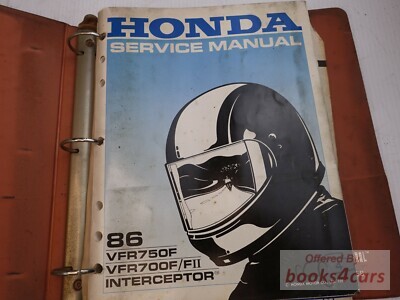 HONDA
SERVICE MANUAL
86
VFR750F
VFR700F/FII
INTERCEPTOR
Offered By
books4cars